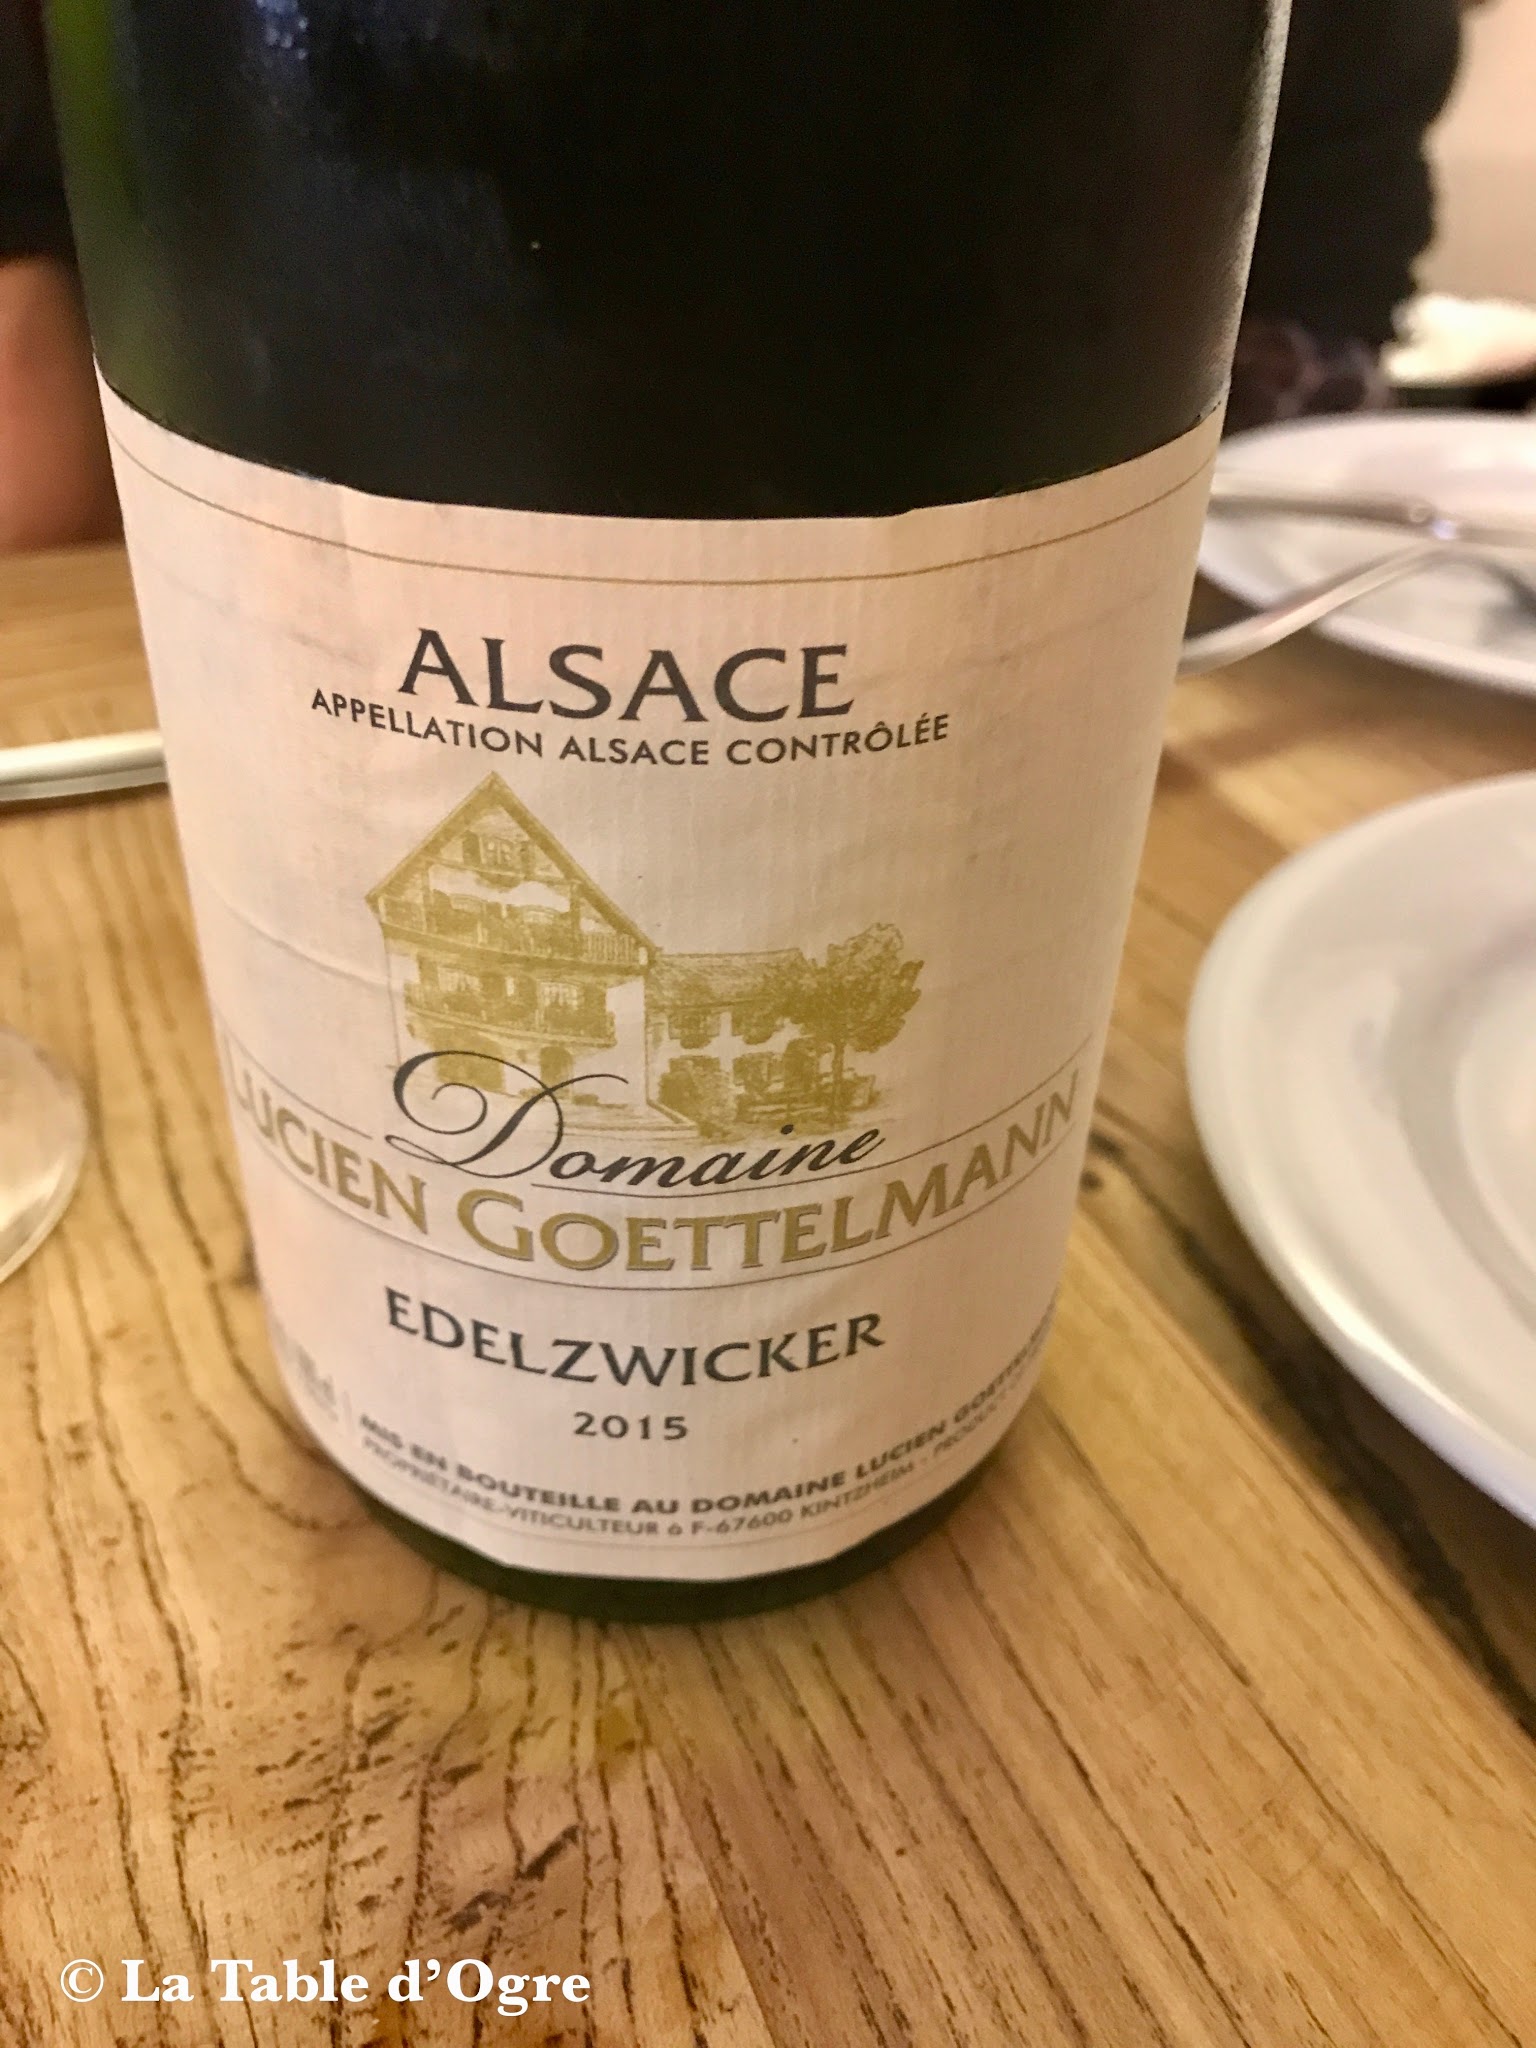 ALSACE
APPELLATION ALSACE CONTRÔLÉE
Domaine
LUCIEN GOETTELMANN
EDELZWICKER
2015
MIS EN BOUTEILLE AU DOMAINE LUCIEN
PROPRIÉTAIRE-VITICULTEUR À F-67600 KINTZHEIM -
© La Table d’Ogre